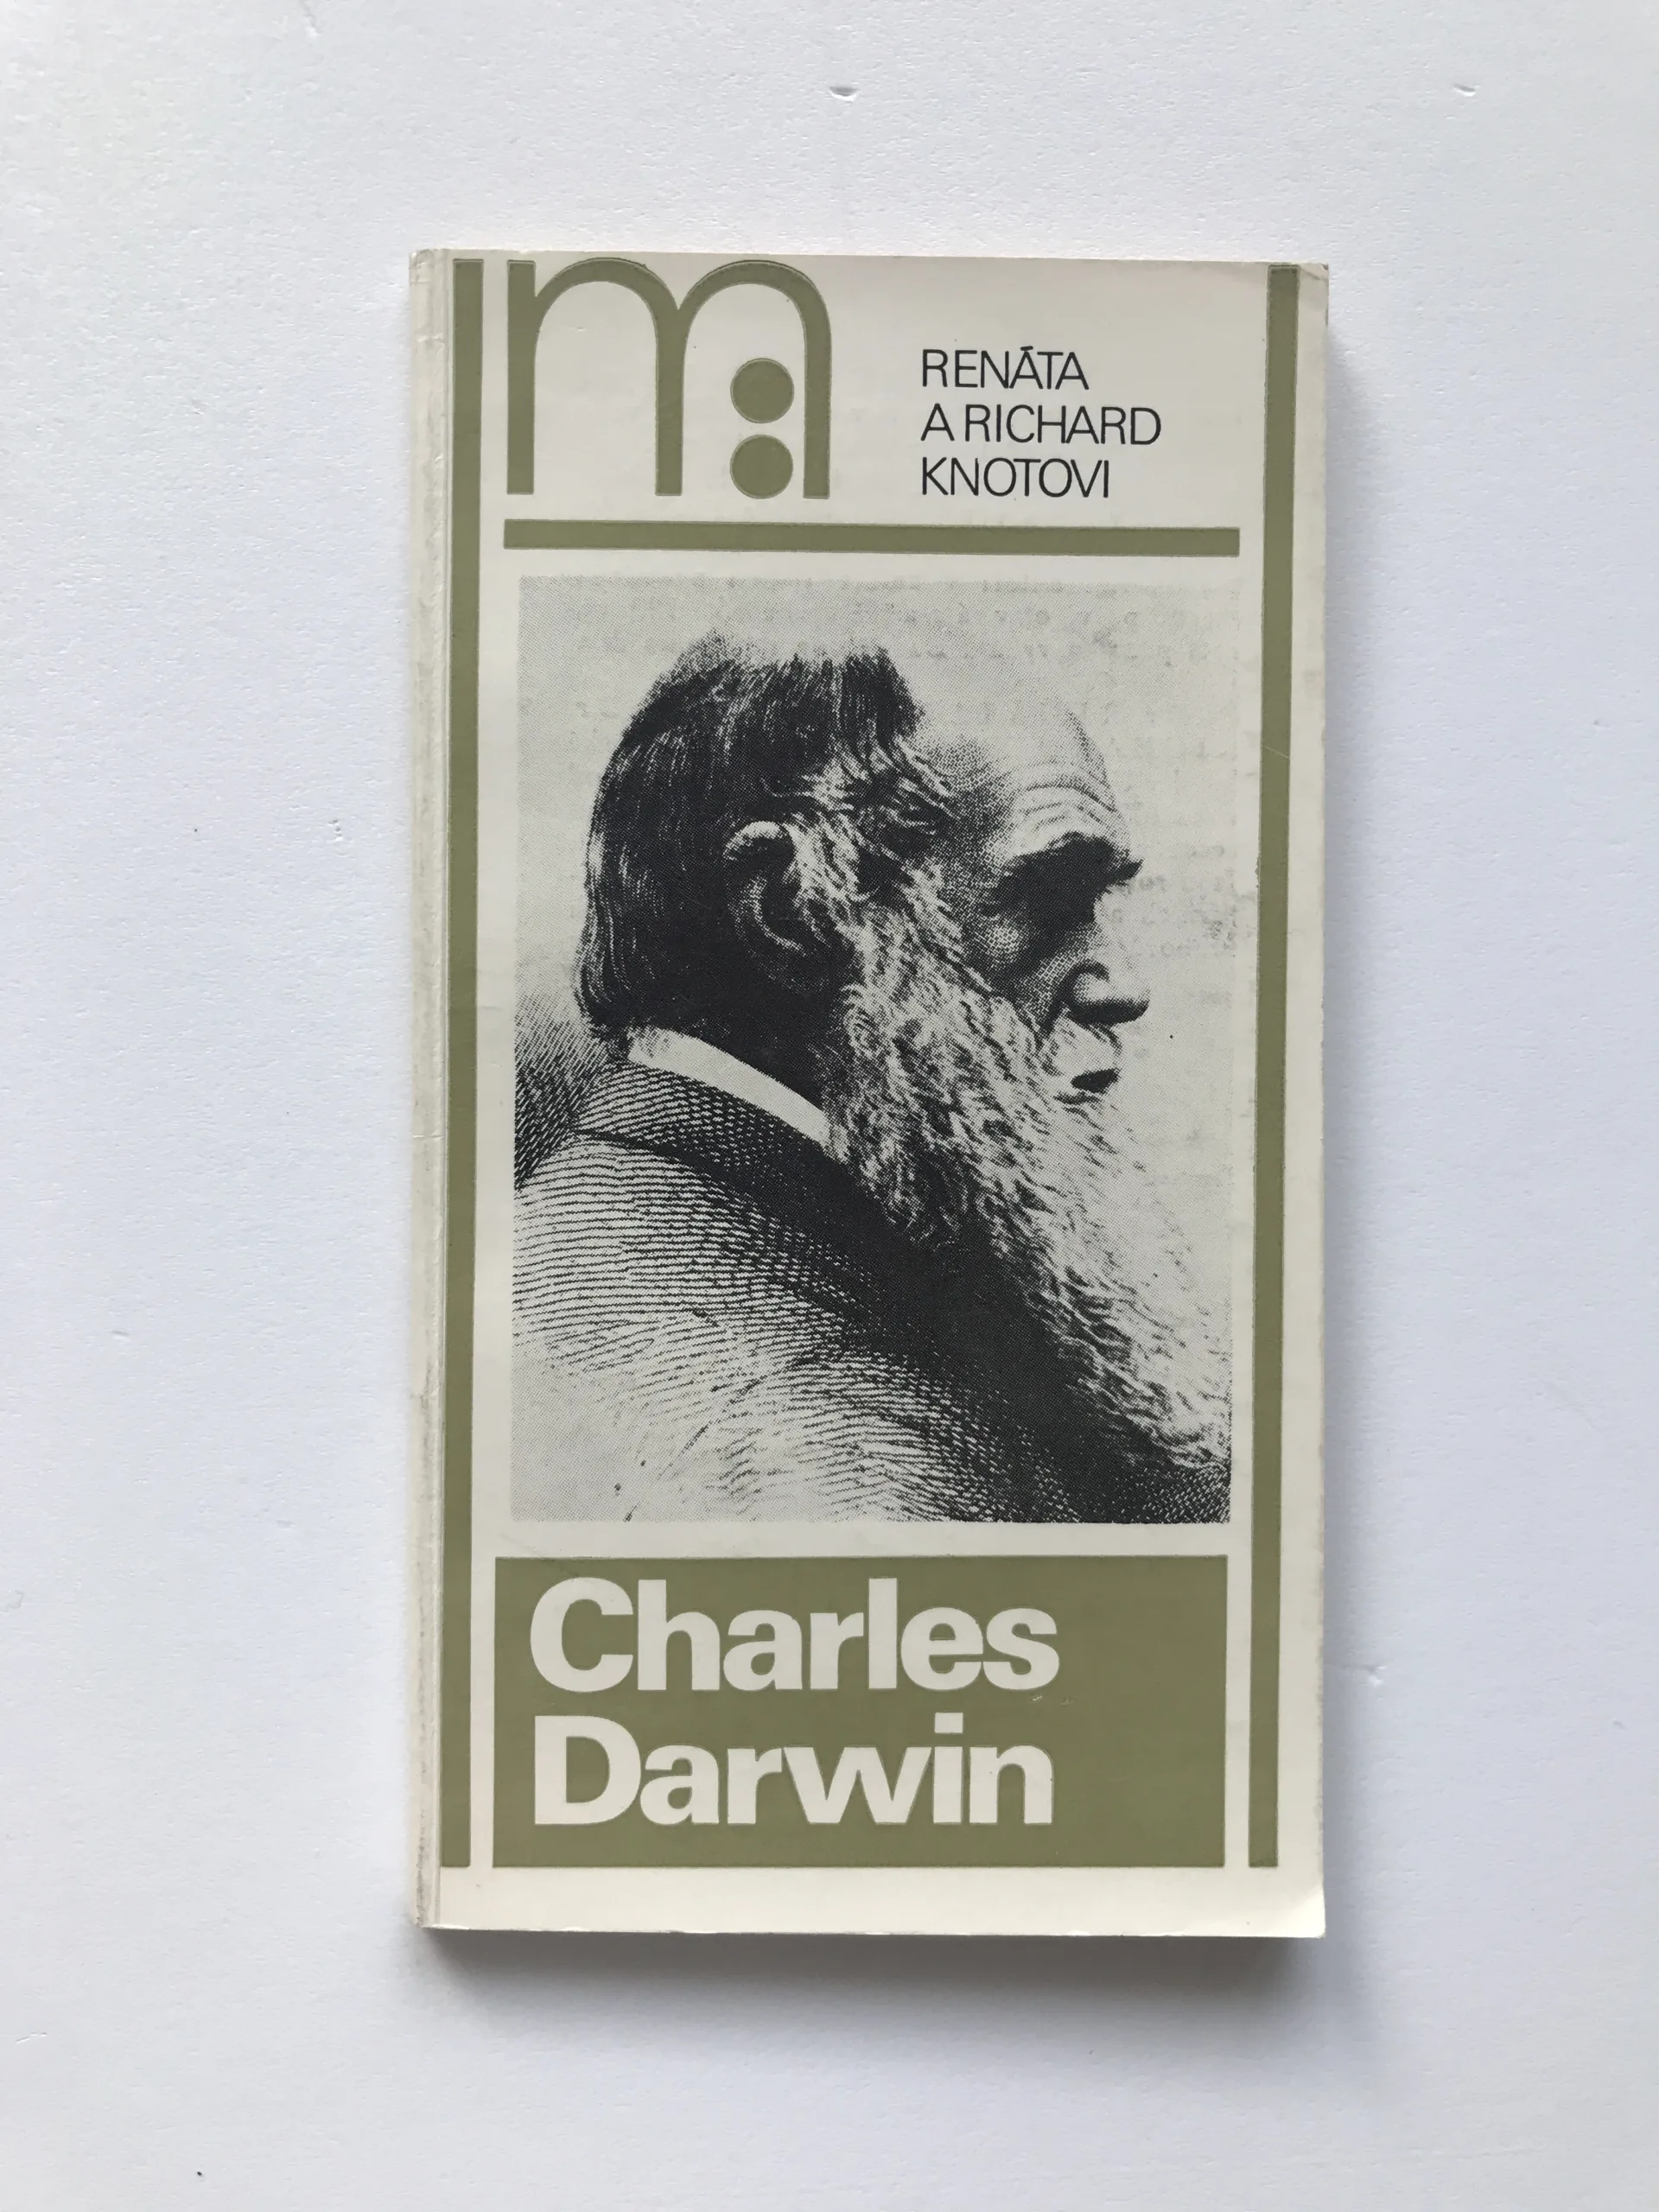 m:
RENÁTA
A RICHARD
KNOTOVI
Charles
Darwin